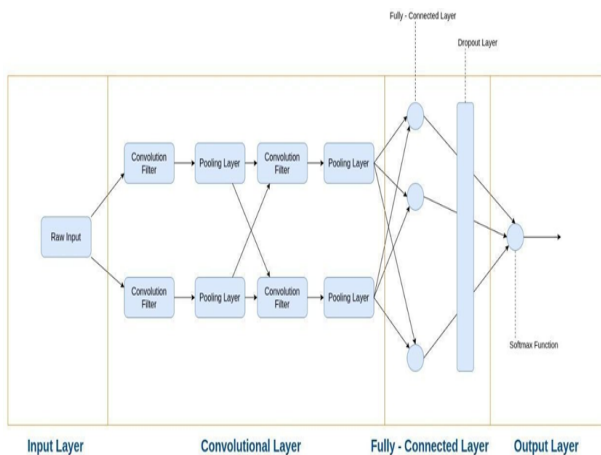 Fully - Connected Layer
Dropout Layer
Convolution
Filter
Pooling Layer
Convolution
Filter
Pooling Layer
Raw Input
Convolution
Filter
Pooling Layer
Convolution
Filter
Pooling Layer
Softmax Function
Input Layer
Convolutional Layer
Fully - Connected Layer
Output Layer